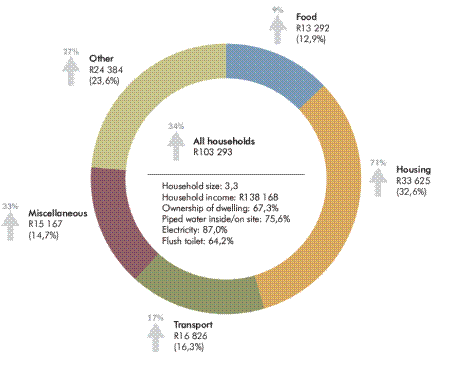 Food
R13 292
(12,9%)
27%
Other
R24 384
(23,6%)
34%
All households
R103 293
71%
Housing
R33 625
(32,6%)
Household size: 3,3
Household income: R138 168
Ownership of dwelling: 67,3%
Piped water inside/on site: 75,6%
Electricity: 87,0%
Flush toilet: 64,2%
33%
Miscellaneous
R15 167
(14,7%)
17%
Transport
R16 826
(16,3%)